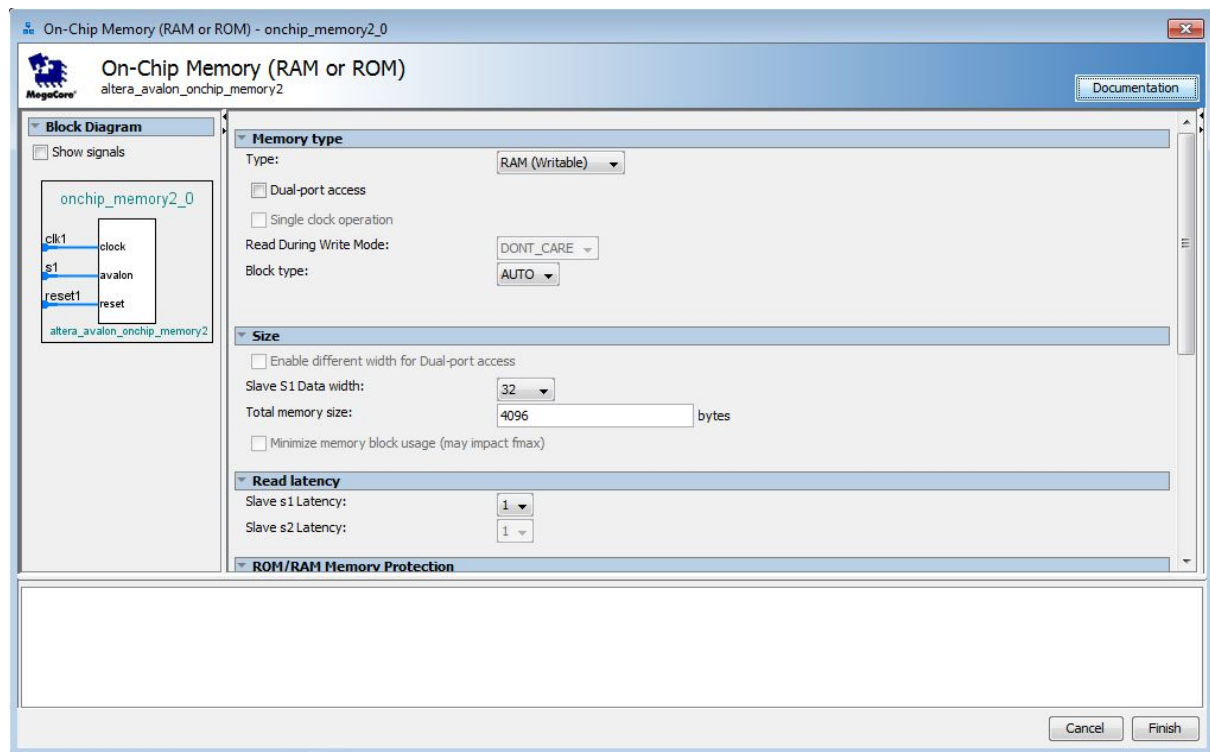 On-Chip Memory (RAM or ROM) - onchip_memory2_0
On-Chip Memory (RAM or ROM)
altera_avalon_onchip_memory2
MegaCore'
Documentation
Block Diagram
Show signals
onchip_memory2_0
clk1
clock
s1
avalon
reset1
reset
altera_avalon_onchip_memory2
Memory type
Type: RAM (Writable)
Dual-port access
Single clock operation
Read During Write Mode: DONT_CARE
Block type: AUTO
Size
Enable different width for Dual-port access
Slave S1 Data width: 32
Total memory size: 4096 bytes
Minimize memory block usage (may impact fmax)
Read latency
Slave s1 Latency: 1
Slave s2 Latency: 1
ROM/RAM Memory Protection
Cancel Finish